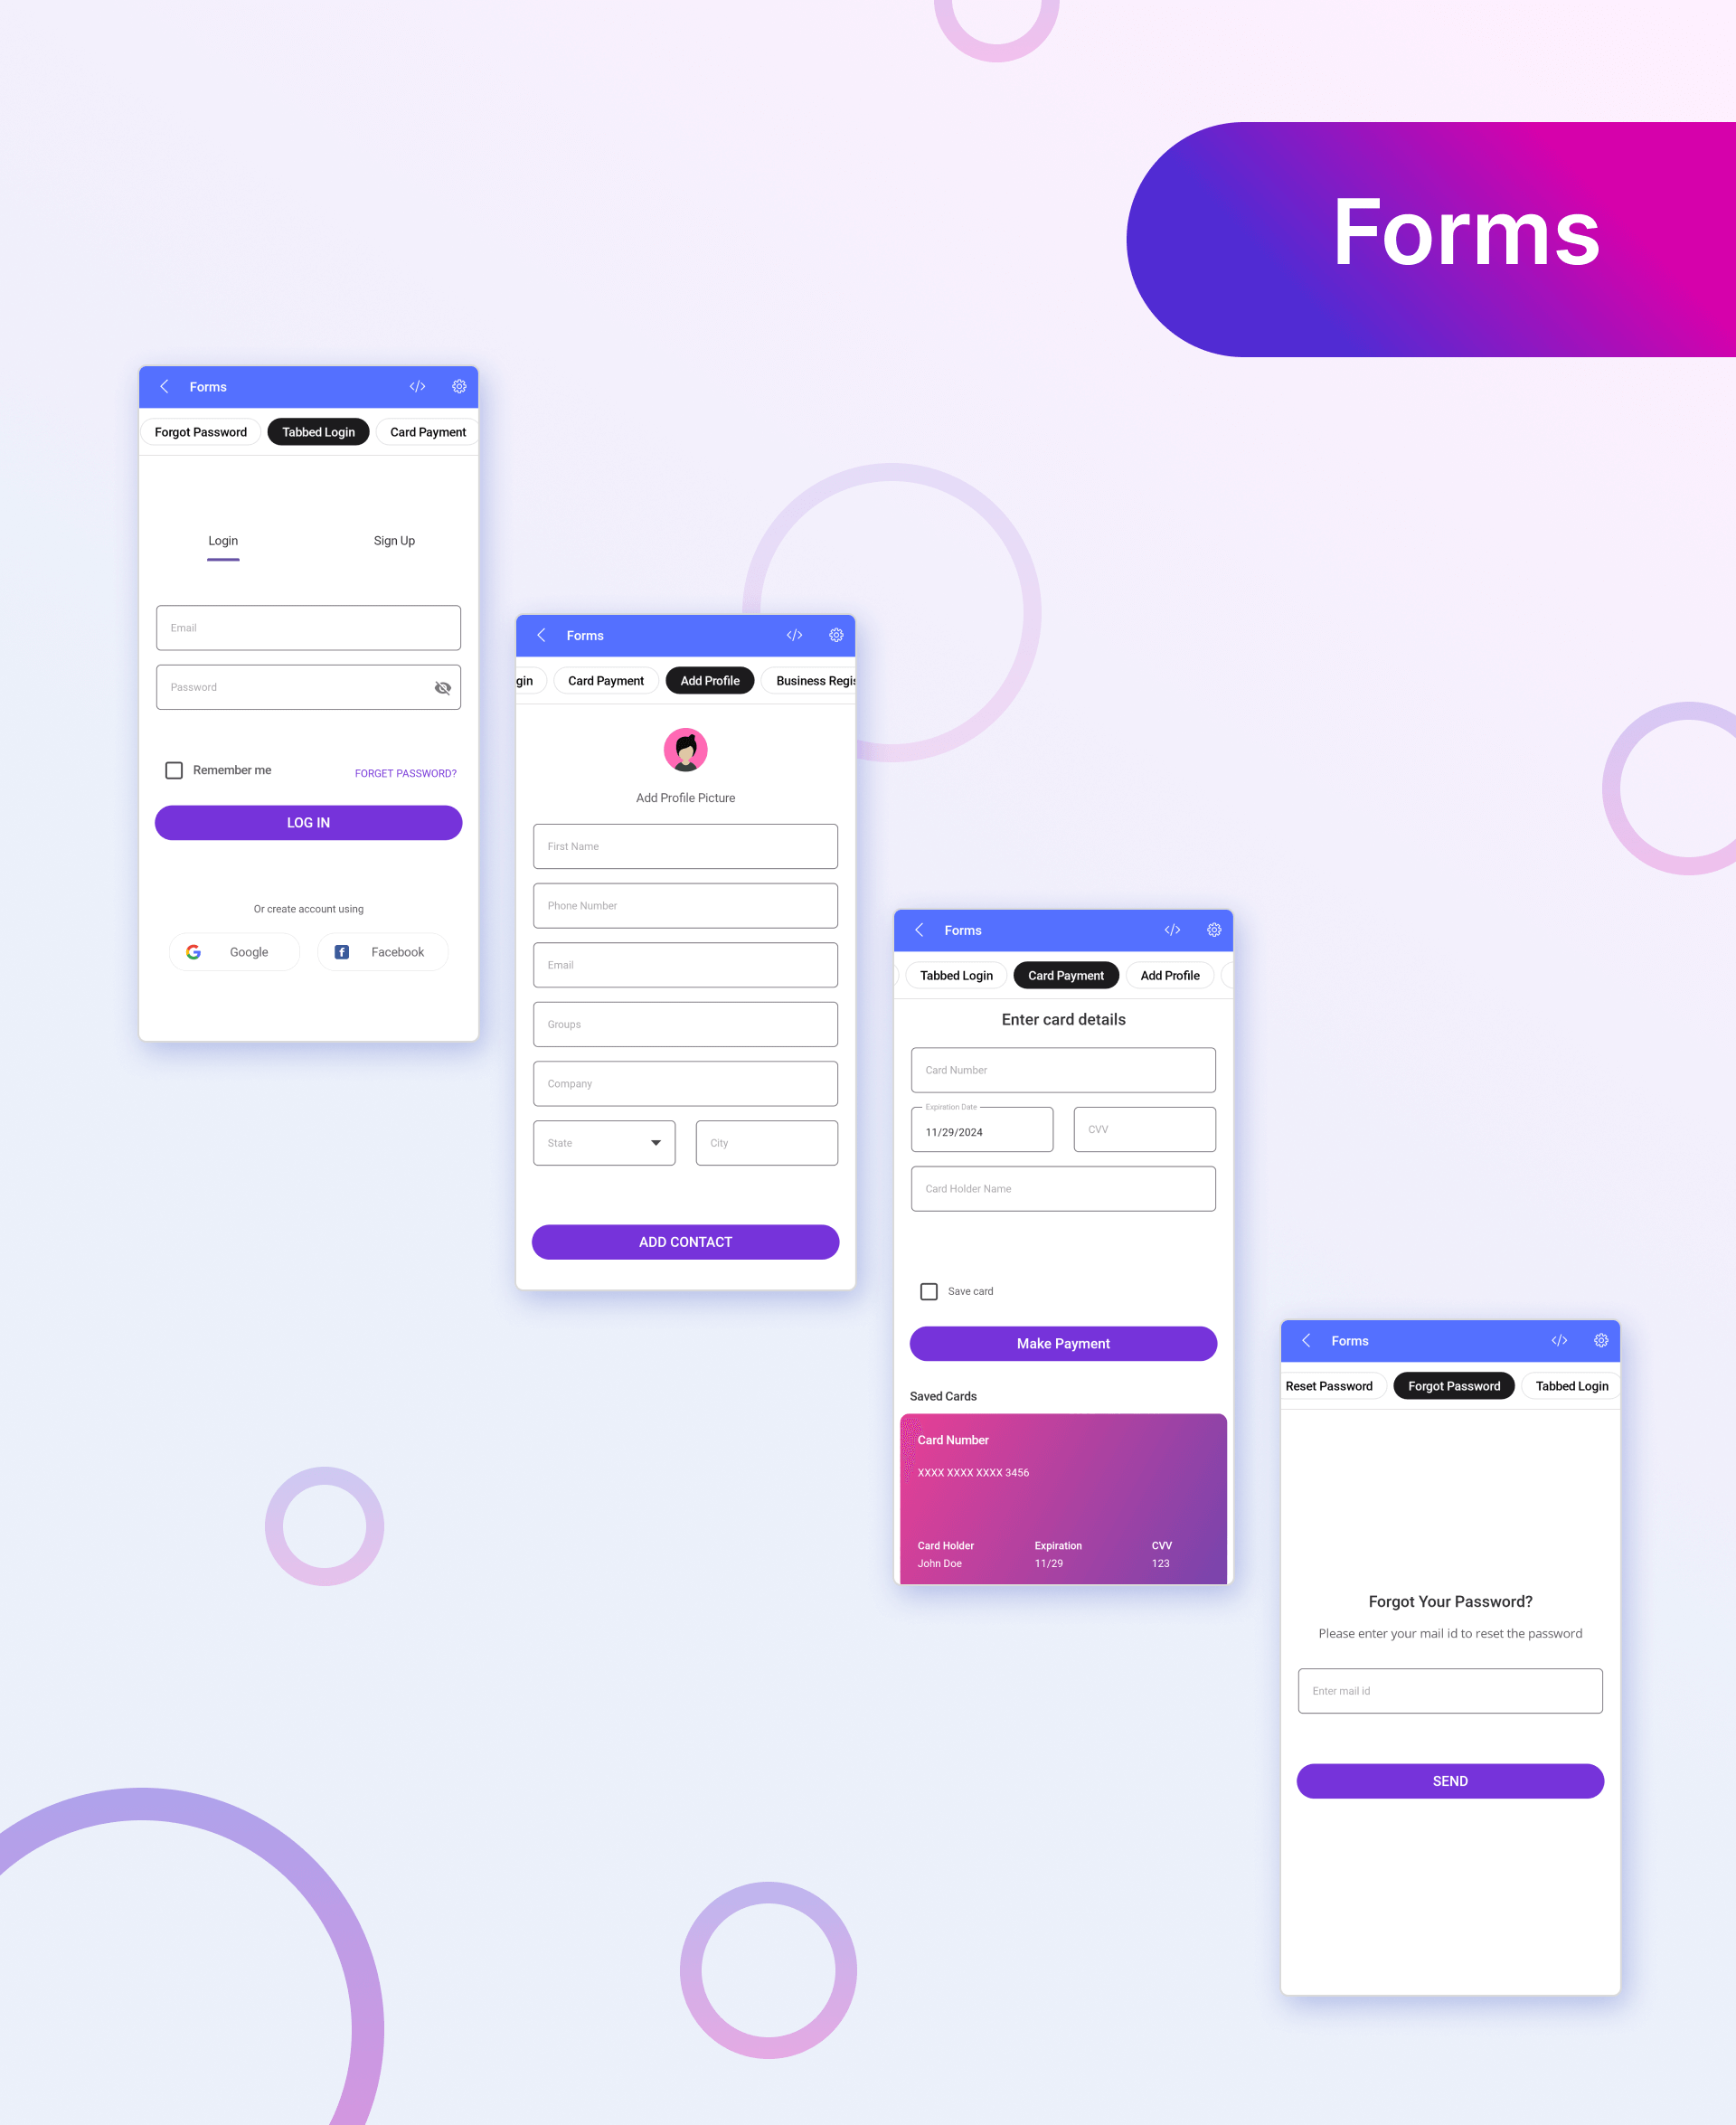 Forms
Forms
Forgot Password
Tabbed Login
Card Payment
Login
Sign Up
Email
Password
Remember me
FORGET PASSWORD?
LOG IN
Or create account using
Google
Facebook
Forms
gin
Card Payment
Add Profile
Business Regis
Add Profile Picture
First Name
Phone Number
Email
Groups
Company
State
City
ADD CONTACT
Forms
Tabbed Login
Card Payment
Add Profile
Enter card details
Card Number
Expiration Date
11/29/2024
CVV
Card Holder Name
Save card
Make Payment
Saved Cards
Card Number
XXXX XXXX XXXX 3456
Card Holder
Expiration
CVV
John Doe
11/29
123
Forms
Reset Password
Forgot Password
Tabbed Login
Forgot Your Password?
Please enter your mail id to reset the password
Enter mail id
SEND